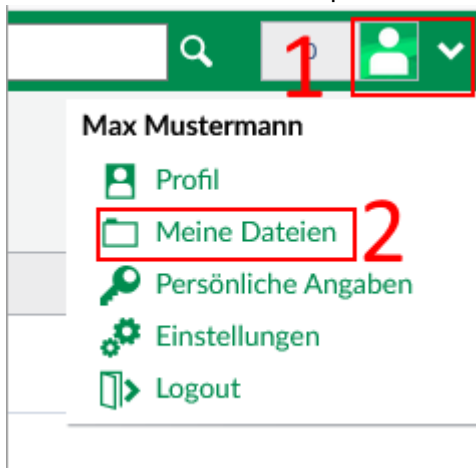 1
Max Mustermann
Profil
Meine Dateien 2
Persönliche Angaben
Einstellungen
Logout